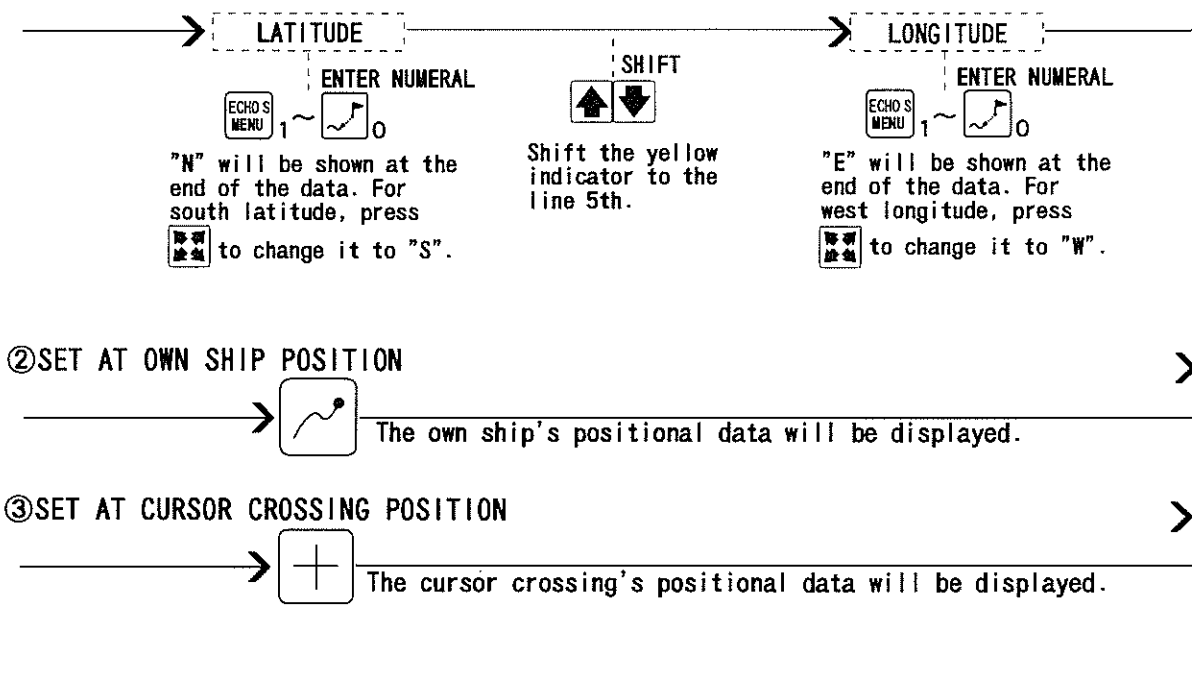 LATITUDE
LONGITUDE
ENTER NUMERAL
SHIFT
ENTER NUMERAL
ECHO S
MENU 1~ 0
ECHO S
MENU 1~ 0
"N" will be shown at the
end of the data. For
south latitude, press
to change it to "S".
Shift the yellow
indicator to the
line 5th.
"E" will be shown at the
end of the data. For
west longitude, press
to change it to "W".
②SET AT OWN SHIP POSITION
The own ship's positional data will be displayed.
③SET AT CURSOR CROSSING POSITION
The cursor crossing's positional data will be displayed.